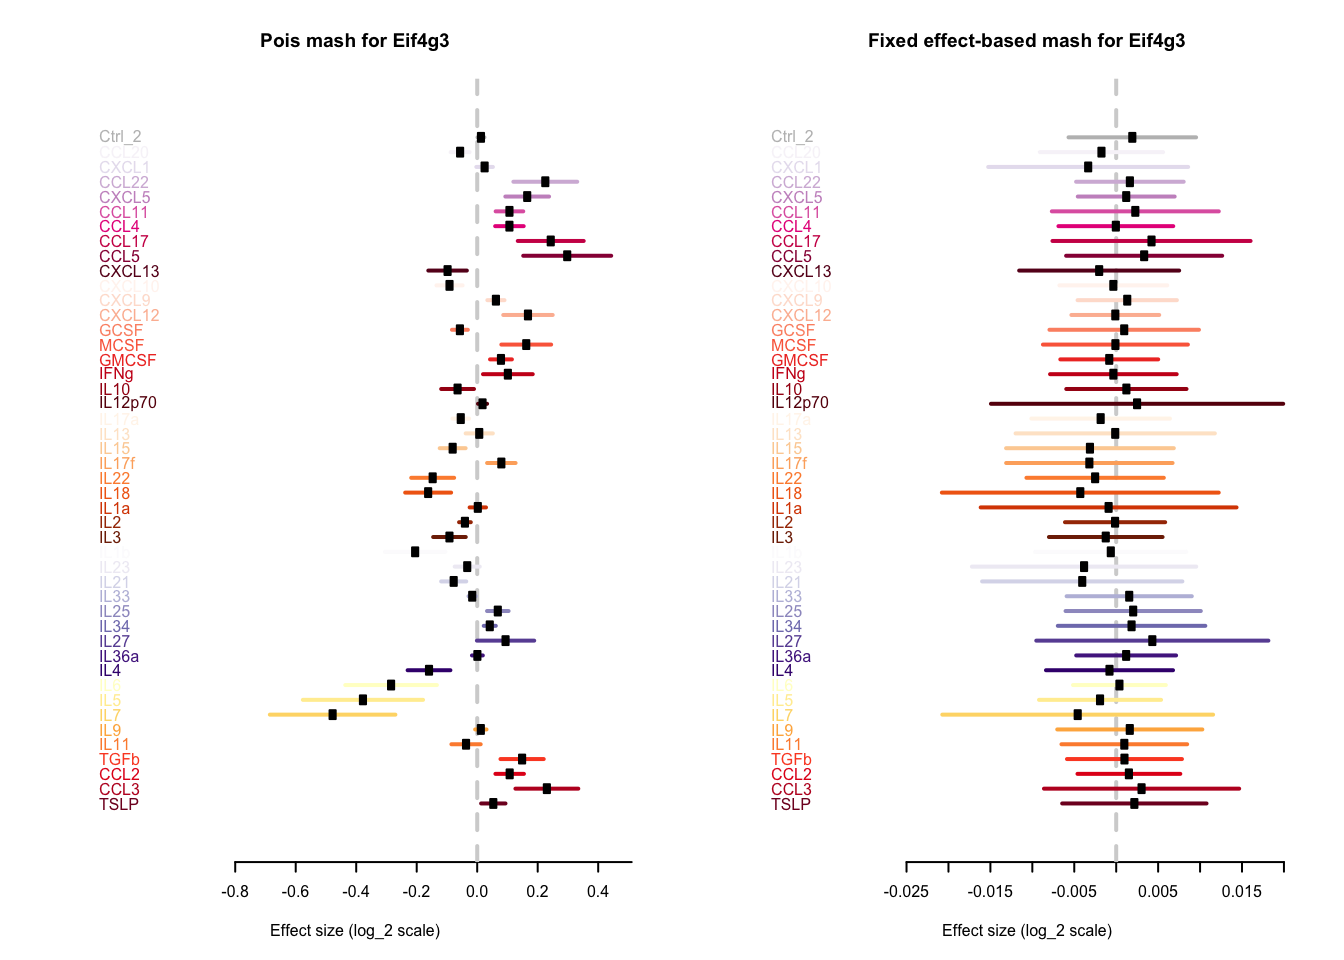 Pois mash for Eif4g3
Ctrl_2
CCL20
CXCL1
CCL22
CXCL5
CCL11
CCL4
CCL17
CCL5
CXCL13
CXCL10
CXCL9
CXCL12
GCSF
MCSF
GMCSF
IFNg
IL10
IL12p70
IL17a
IL13
IL15
IL17f
IL22
IL18
IL1a
IL2
IL3
IL23
IL21
IL33
IL25
IL34
IL27
IL36a
IL4
IL5
IL7
IL9
IL11
TGFb
CCL2
CCL3
TSLP
-0.8 -0.6 -0.4 -0.2 0.0 0.2 0.4
Effect size (log_2 scale)
Fixed effect-based mash for Eif4g3
Ctrl_2
CCL20
CXCL1
CCL22
CXCL5
CCL11
CCL4
CCL17
CCL5
CXCL13
CXCL10
CXCL9
CXCL12
GCSF
MCSF
GMCSF
IFNg
IL10
IL12p70
IL17a
IL13
IL15
IL17f
IL22
IL18
IL1a
IL2
IL3
IL23
IL21
IL33
IL25
IL34
IL27
IL36a
IL4
IL5
IL7
IL9
IL11
TGFb
CCL2
CCL3
TSLP
-0.025 -0.015 -0.005 0.005 0.015
Effect size (log_2 scale)